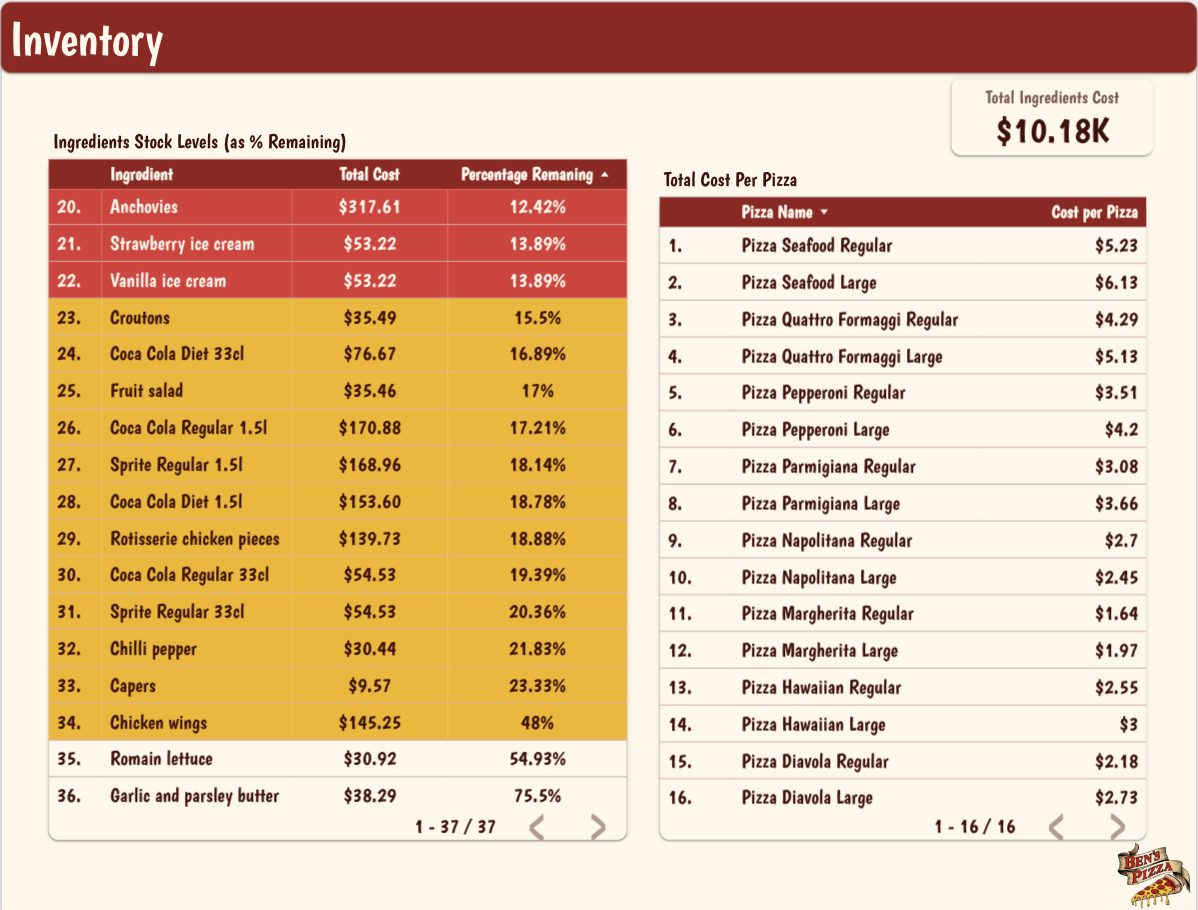 Inventory
Total Ingredients Cost
$10.18K
Ingredients Stock Levels (as % Remaining)
Ingredient Total Cost Percentage Remaning
20. Anchovies $317.61 12.42%
21. Strawberry ice cream $53.22 13.89%
22. Vanilla ice cream $53.22 13.89%
23. Croutons $35.49 15.5%
24. Coca Cola Diet 33cl $76.67 16.89%
25. Fruit salad $35.46 17%
26. Coca Cola Regular 1.5l $170.88 17.21%
27. Sprite Regular 1.5l $168.96 18.14%
28. Coca Cola Diet 1.5l $153.60 18.78%
29. Rotisserie chicken pieces $139.73 18.88%
30. Coca Cola Regular 33cl $54.53 19.39%
31. Sprite Regular 33cl $54.53 20.36%
32. Chilli pepper $30.44 21.83%
33. Capers $9.57 23.33%
34. Chicken wings $145.25 48%
35. Romain lettuce $30.92 54.93%
36. Garlic and parsley butter $38.29 75.5%
1 - 37 / 37
Total Cost Per Pizza
Pizza Name Cost per Pizza
1. Pizza Seafood Regular $5.23
2. Pizza Seafood Large $6.13
3. Pizza Quattro Formaggi Regular $4.29
4. Pizza Quattro Formaggi Large $5.13
5. Pizza Pepperoni Regular $3.51
6. Pizza Pepperoni Large $4.2
7. Pizza Parmigiana Regular $3.08
8. Pizza Parmigiana Large $3.66
9. Pizza Napolitana Regular $2.7
10. Pizza Napolitana Large $2.45
11. Pizza Margherita Regular $1.64
12. Pizza Margherita Large $1.97
13. Pizza Hawaiian Regular $2.55
14. Pizza Hawaiian Large $3
15. Pizza Diavola Regular $2.18
16. Pizza Diavola Large $2.73
1 - 16 / 16
BEN'S
PIZZA